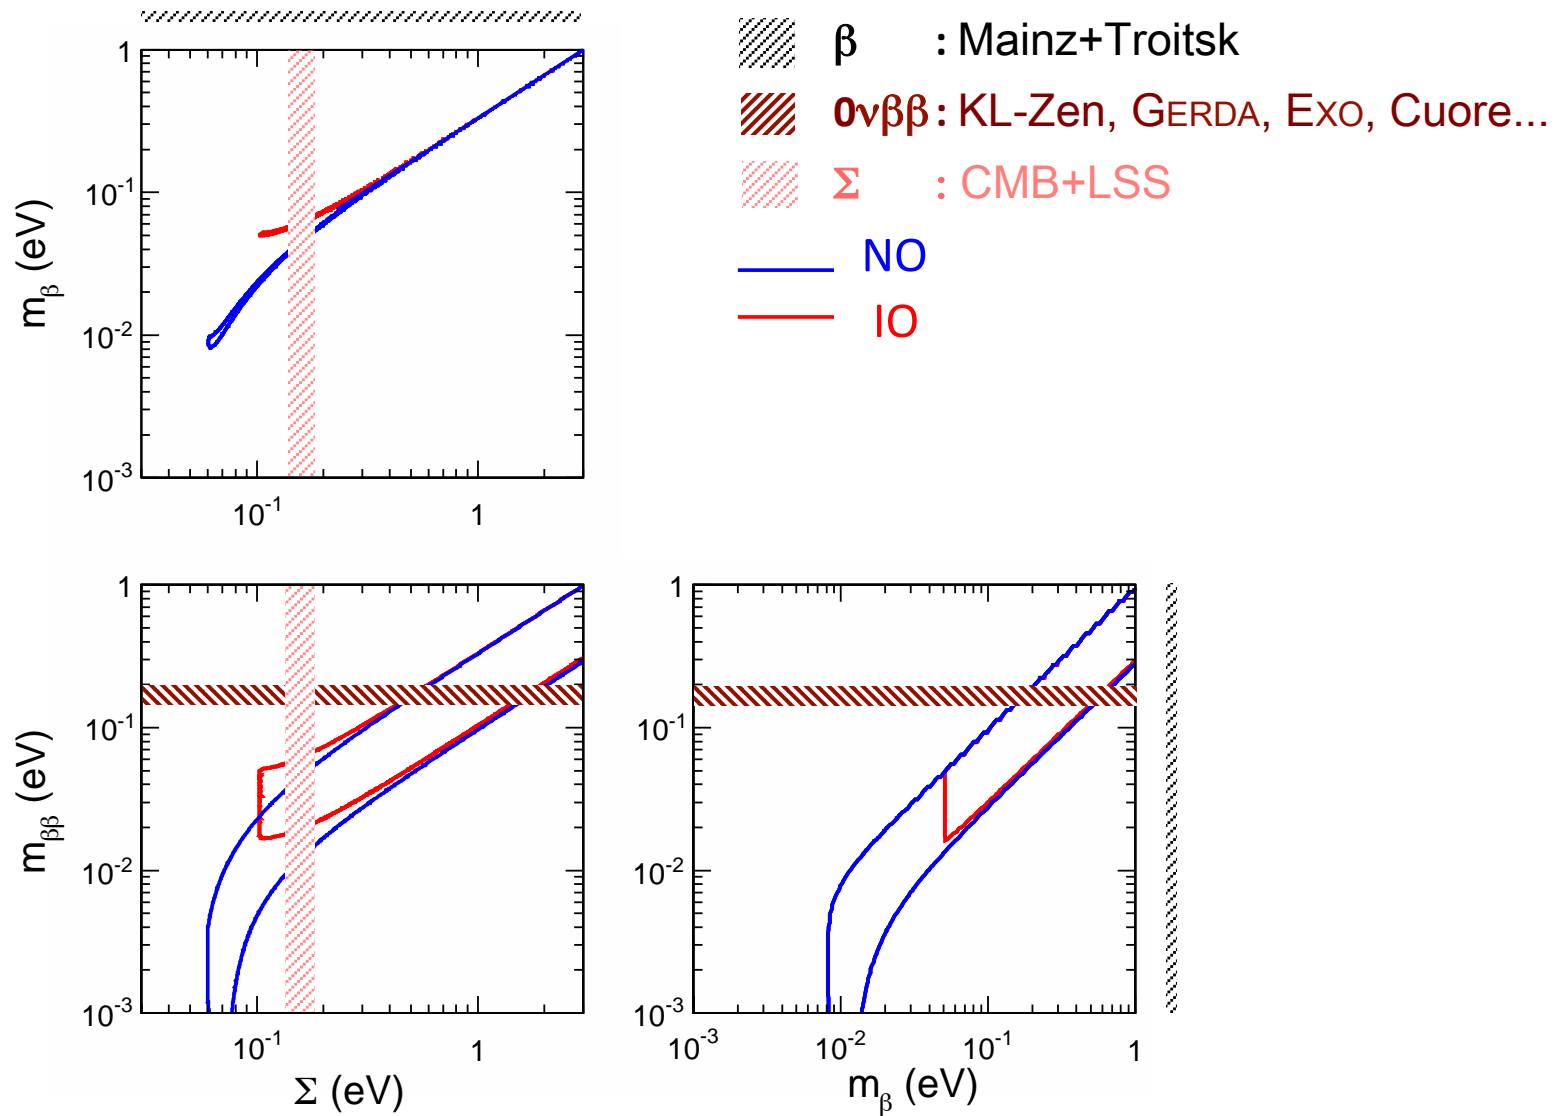 β : Mainz+Troitsk
0νββ : KL-Zen, GERDA, EXO, Cuore...
Σ : CMB+LSS
NO
IO
1
10⁻¹
10⁻²
10⁻³
m_β (eV)
10⁻¹ 1
1
10⁻¹
10⁻²
10⁻³
m_ββ (eV)
10⁻¹ 1
Σ (eV)
1
10⁻¹
10⁻²
10⁻³
10⁻³ 10⁻² 10⁻¹ 1
m_β (eV)